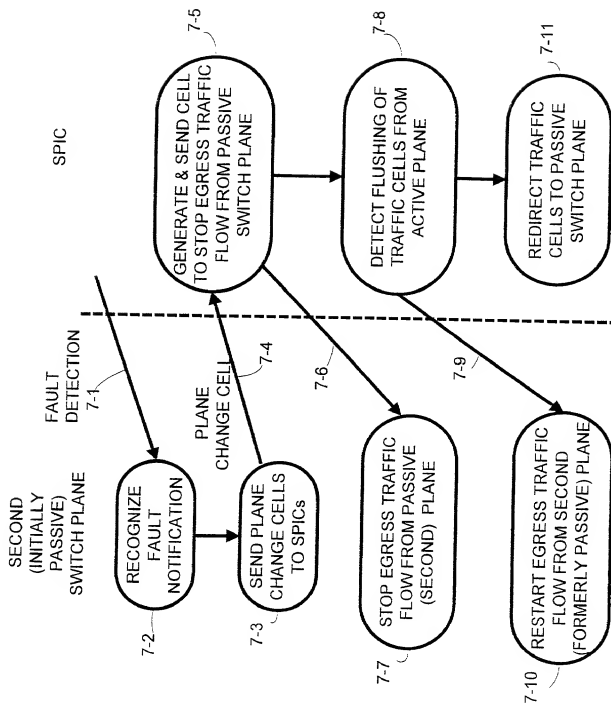 SECOND
(INITIALLY
PASSIVE)
SWITCH PLANE
FAULT
DETECTION
7-1
SPIC
RECOGNIZE
FAULT
NOTIFICATION
7-2
SEND PLANE
CHANGE CELLS
TO SPICs
7-3
PLANE
CHANGE CELL
7-4
GENERATE & SEND CELL
TO STOP EGRESS TRAFFIC
FLOW FROM PASSIVE
SWITCH PLANE
7-5
7-6
STOP EGRESS TRAFFIC
FLOW FROM PASSIVE
(SECOND) PLANE
7-7
DETECT FLUSHING OF
TRAFFIC CELLS FROM
ACTIVE PLANE
7-8
7-9
RESTART EGRESS TRAFFIC
FLOW FROM SECOND
(FORMERLY PASSIVE) PLANE
7-10
REDIRECT TRAFFIC
CELLS TO PASSIVE
SWITCH PLANE
7-11